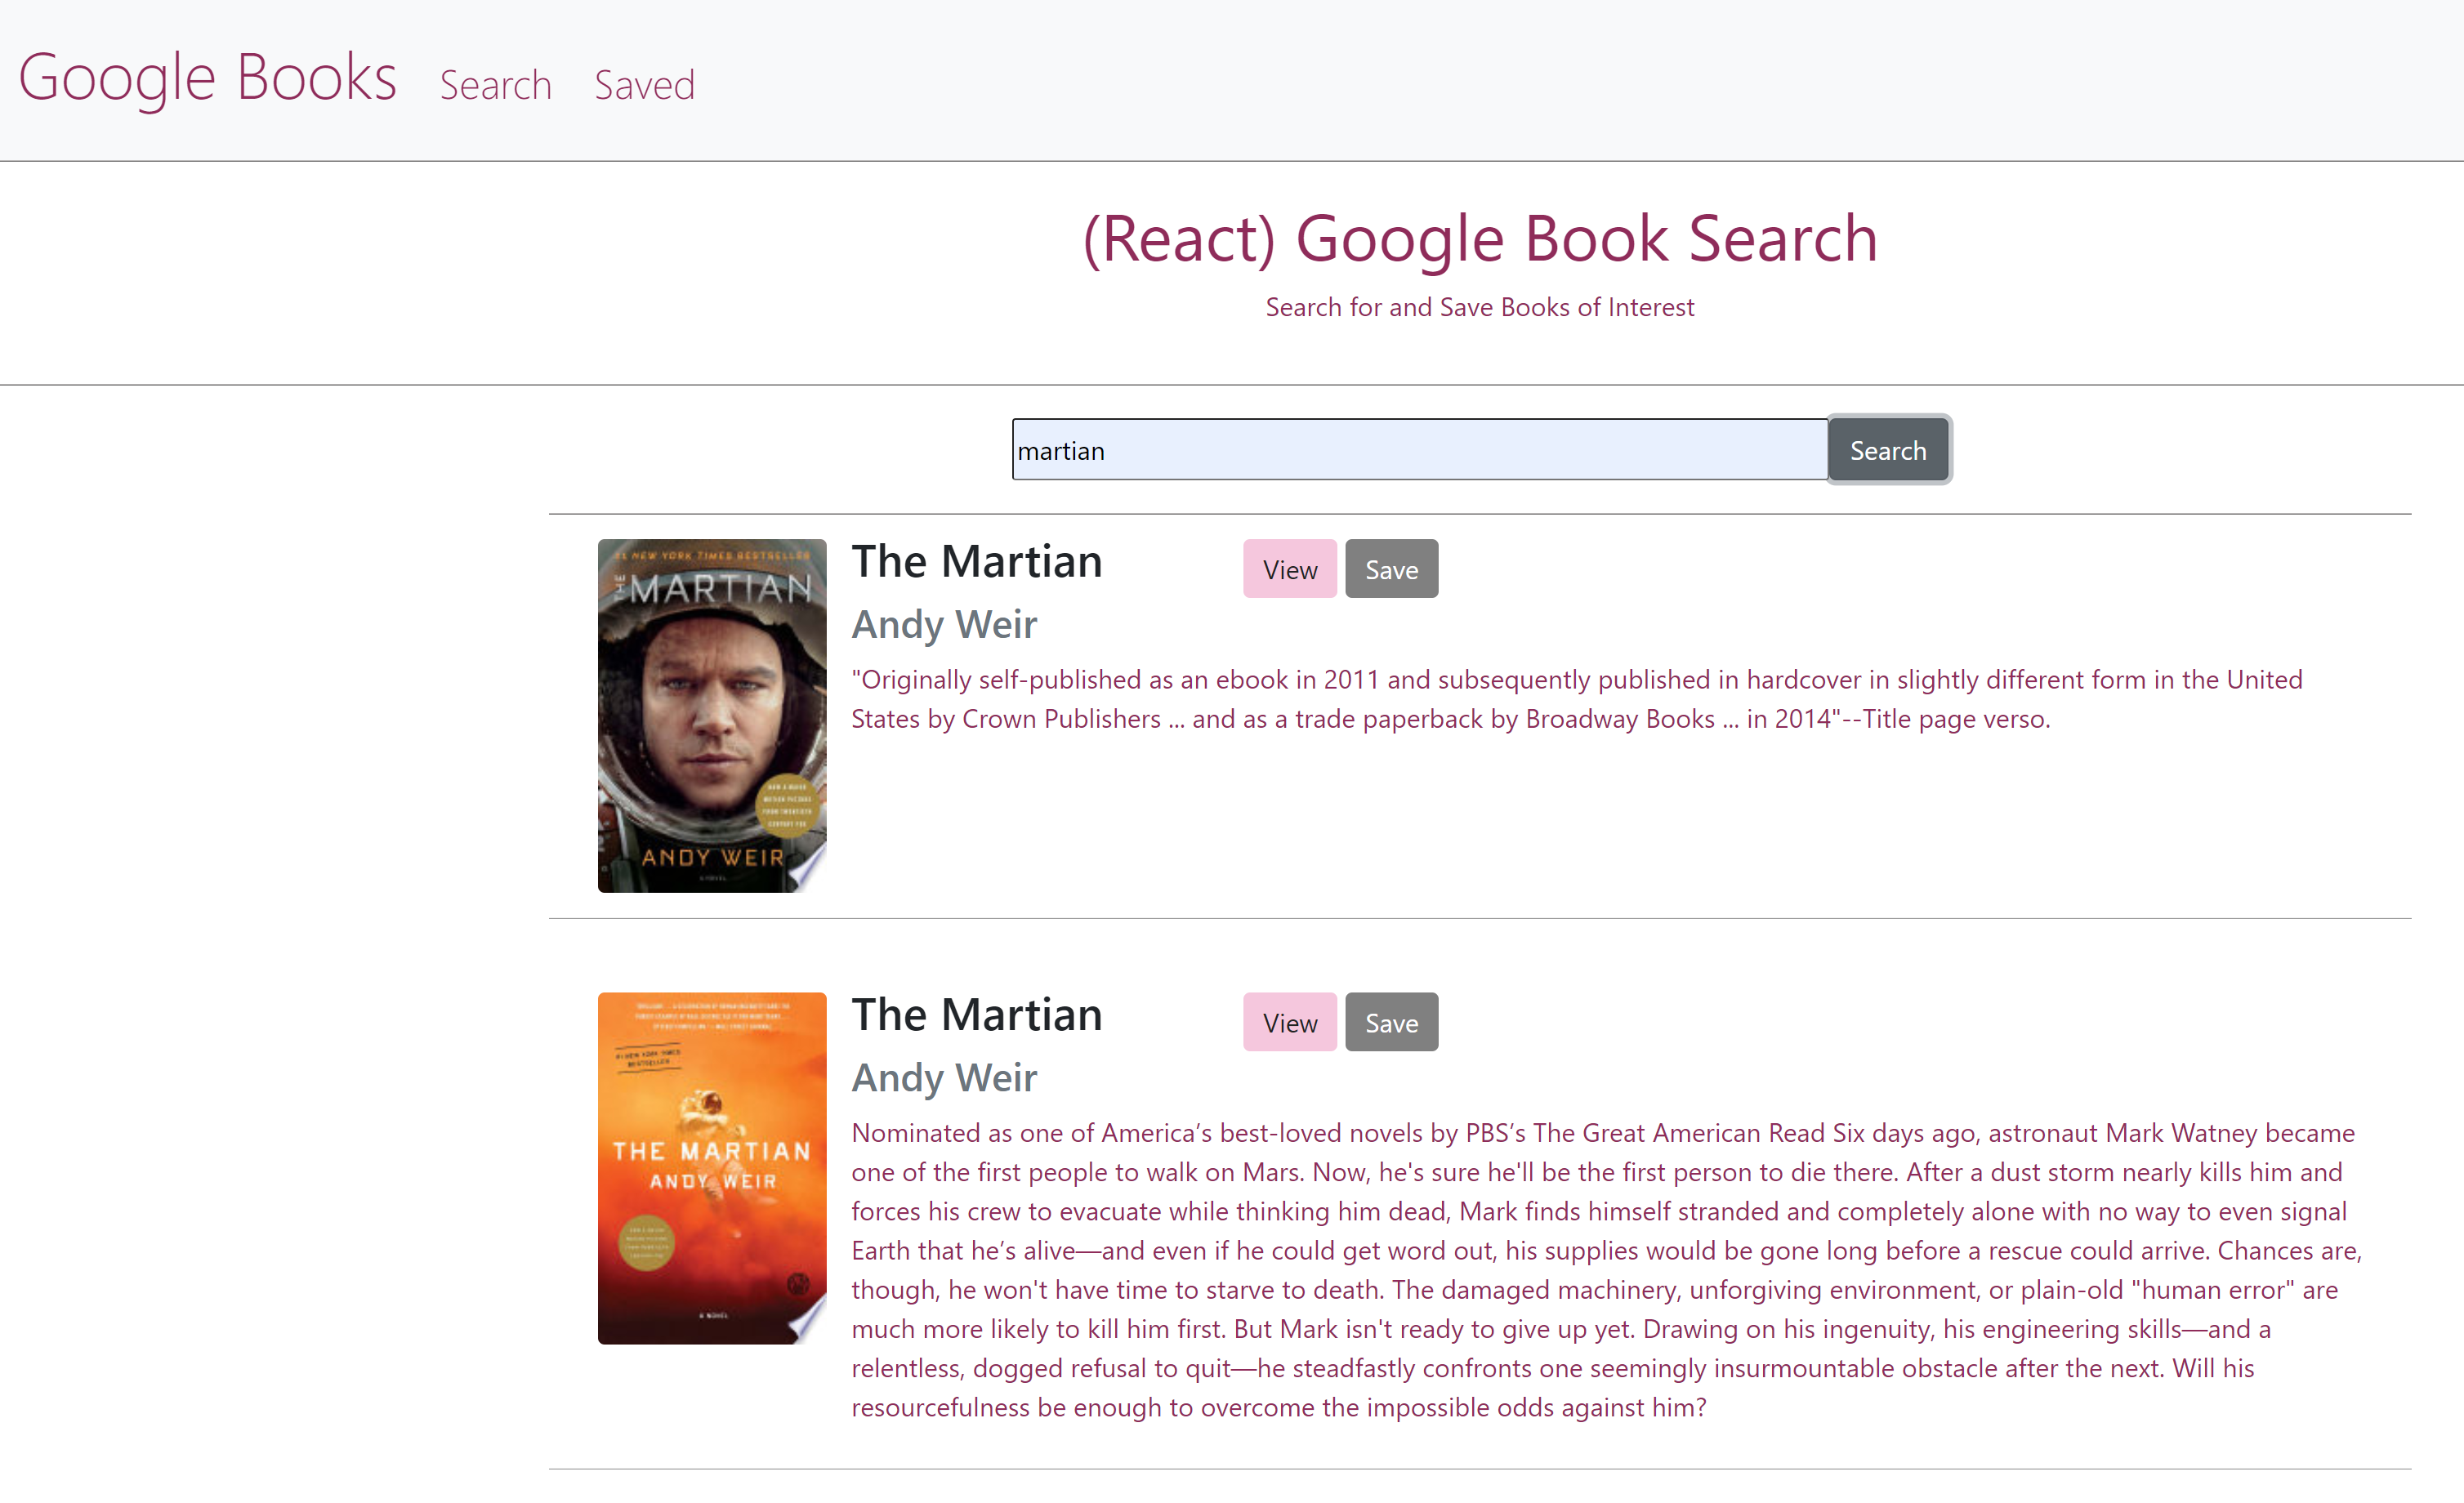 Google Books Search Saved
(React) Google Book Search
Search for and Save Books of Interest
martian Search
#1 NEW YORK TIMES BESTSELLER
THE MARTIAN
ANDY WEIR
A NOVEL
The Martian View Save
Andy Weir
"Originally self-published as an ebook in 2011 and subsequently published in hardcover in slightly different form in the United
States by Crown Publishers ... and as a trade paperback by Broadway Books ... in 2014"--Title page verso.
#1 NEW YORK TIMES
BESTSELLER
THE MARTIAN
ANDY WEIR
A NOVEL
The Martian View Save
Andy Weir
Nominated as one of America’s best-loved novels by PBS’s The Great American Read Six days ago, astronaut Mark Watney became
one of the first people to walk on Mars. Now, he's sure he'll be the first person to die there. After a dust storm nearly kills him and
forces his crew to evacuate while thinking him dead, Mark finds himself stranded and completely alone with no way to even signal
Earth that he’s alive—and even if he could get word out, his supplies would be gone long before a rescue could arrive. Chances are,
though, he won't have time to starve to death. The damaged machinery, unforgiving environment, or plain-old "human error" are
much more likely to kill him first. But Mark isn't ready to give up yet. Drawing on his ingenuity, his engineering skills—and a
relentless, dogged refusal to quit—he steadfastly confronts one seemingly insurmountable obstacle after the next. Will his
resourcefulness be enough to overcome the impossible odds against him?